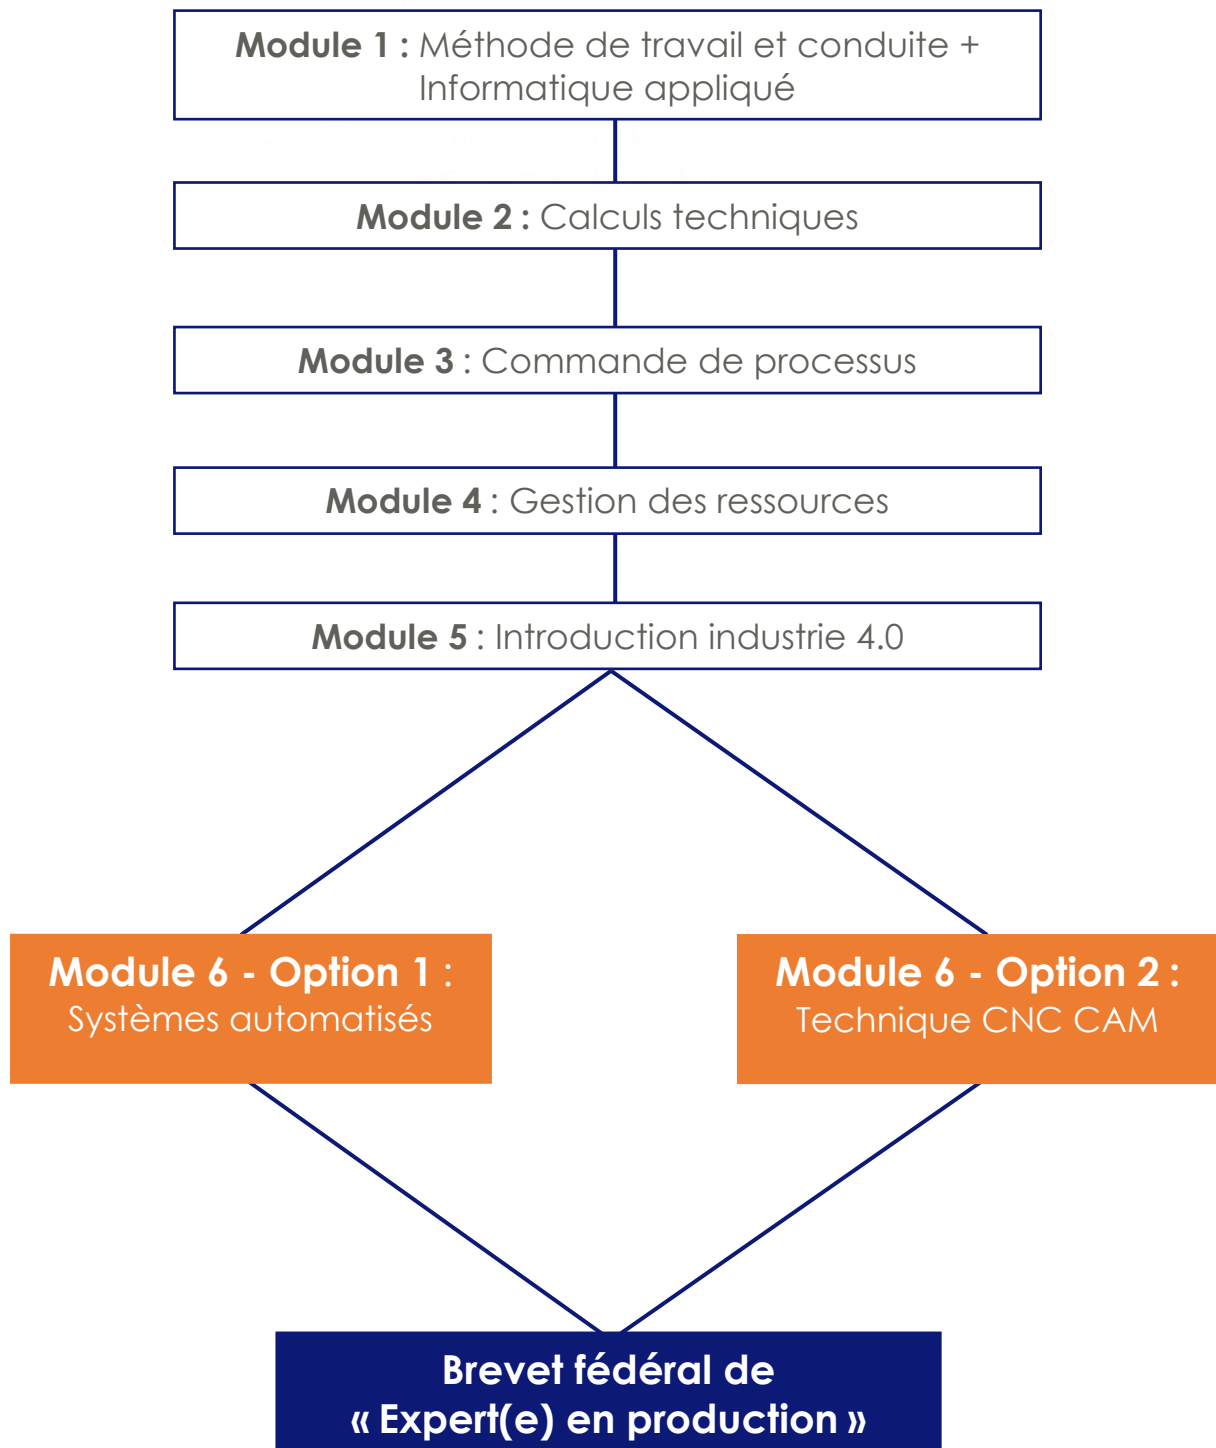 Module 1 : Méthode de travail et conduite +
Informatique appliqué
Module 2 : Calculs techniques
Module 3 : Commande de processus
Module 4 : Gestion des ressources
Module 5 : Introduction industrie 4.0
Module 6 - Option 1 :
Systèmes automatisés
Module 6 - Option 2 :
Technique CNC CAM
Brevet fédéral de
« Expert(e) en production »